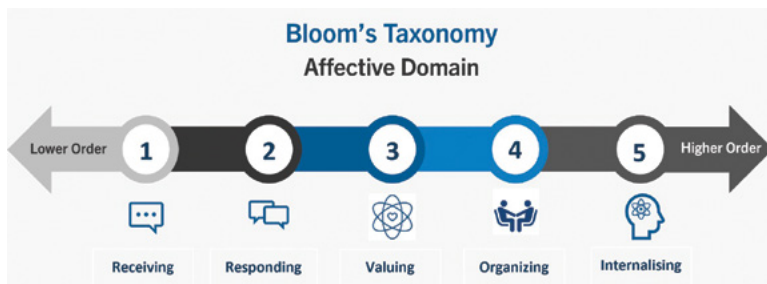 Bloom's Taxonomy
Affective Domain
Lower Order 1 2 3 4 5 Higher Order
Receiving Responding Valuing Organizing Internalising